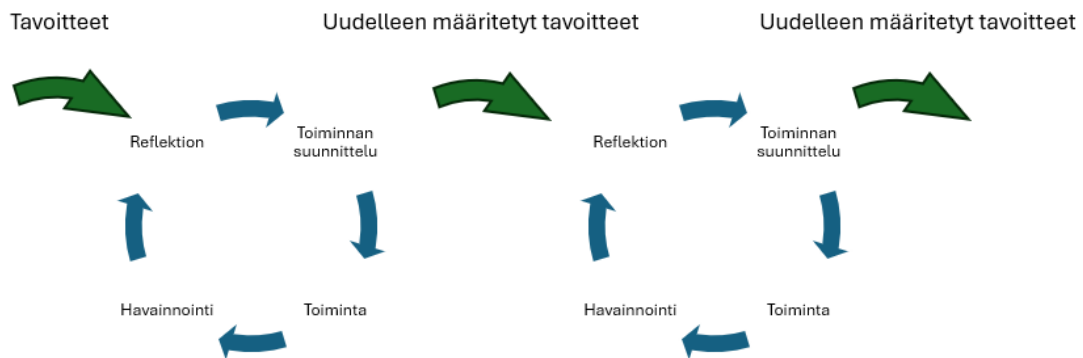 Tavoitteet
Uudelleen määritetyt tavoitteet
Uudelleen määritetyt tavoitteet
Reflektion
Toiminnan
suunnittelu
Havainnointi
Toiminta
Reflektion
Toiminnan
suunnittelu
Havainnointi
Toiminta